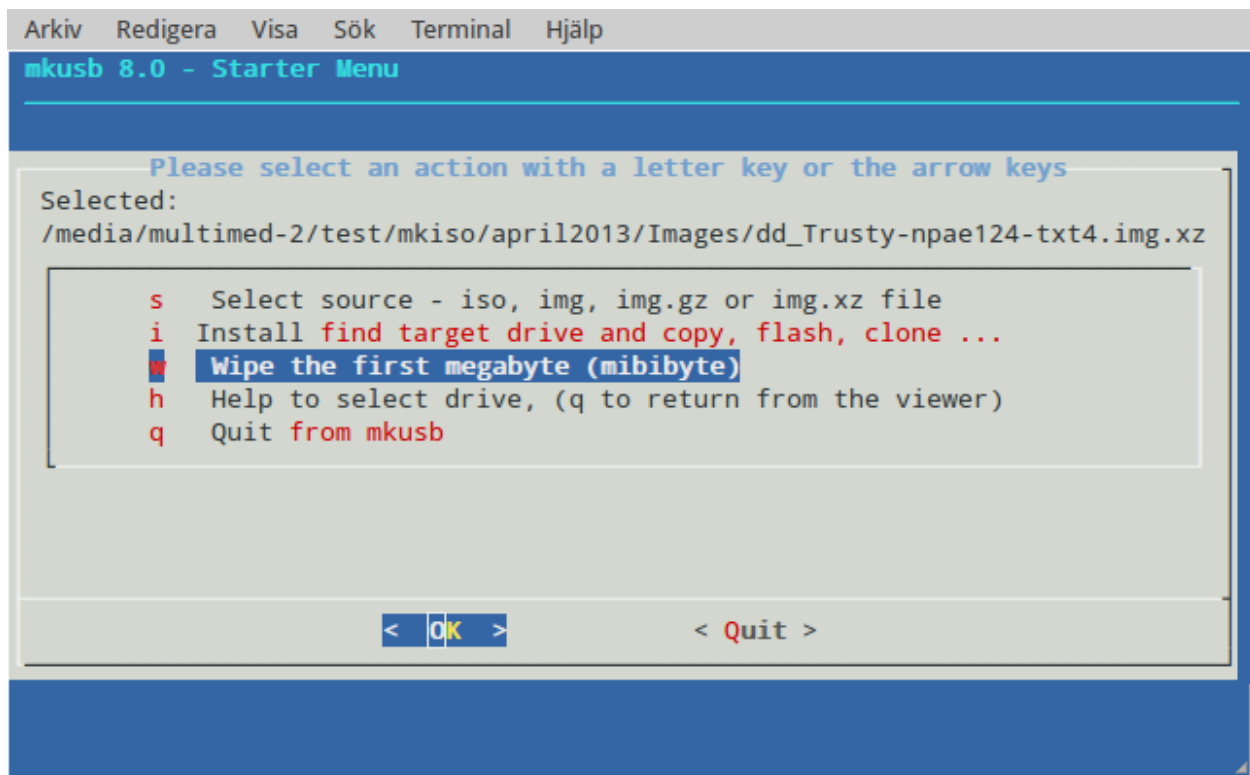 Arkiv Redigera Visa Sök Terminal Hjälp
mkusb 8.0 - Starter Menu
Please select an action with a letter key or the arrow keys
Selected:
/media/multimed-2/test/mkiso/april2013/Images/dd_Trusty-npae124-txt4.img.xz
s Select source - iso, img, img.gz or img.xz file
i Install find target drive and copy, flash, clone ...
w Wipe the first megabyte (mibibyte)
h Help to select drive, (q to return from the viewer)
q Quit from mkusb
< OK > < Quit >